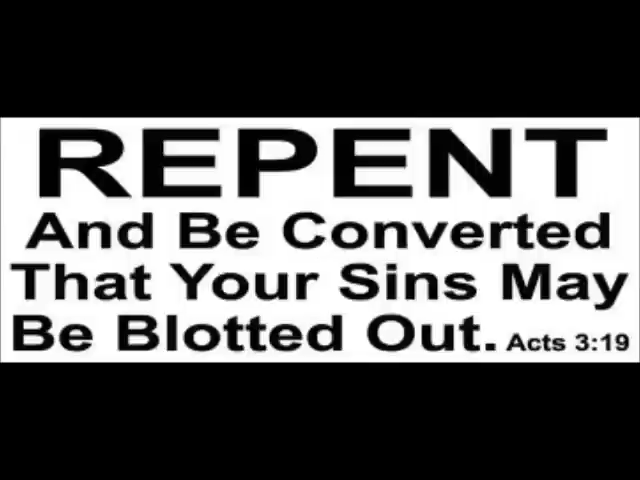 REPENT
And Be Converted
That Your Sins May
Be Blotted Out. Acts 3:19